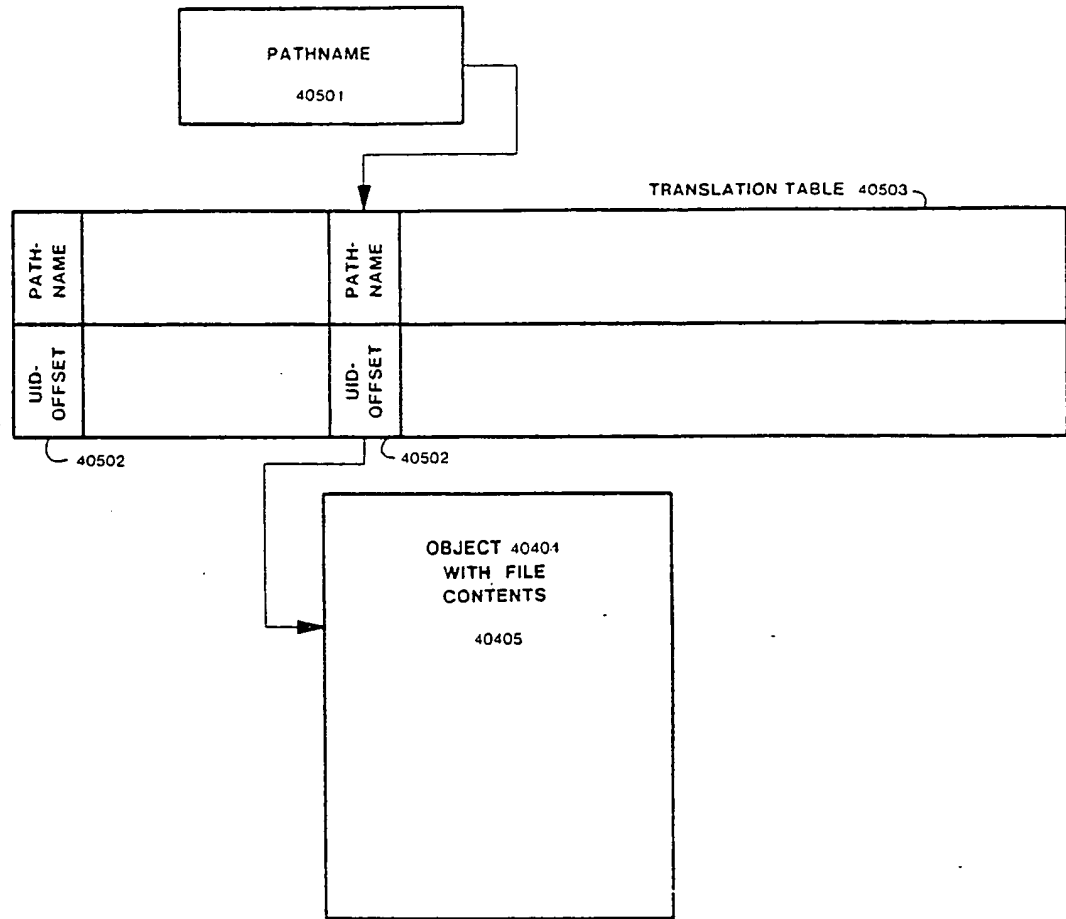 PATHNAME
40501
TRANSLATION TABLE 40503
PATH-
NAME
PATH-
NAME
UID-
OFFSET
UID-
OFFSET
40502
40502
OBJECT 40404
WITH FILE
CONTENTS
40405